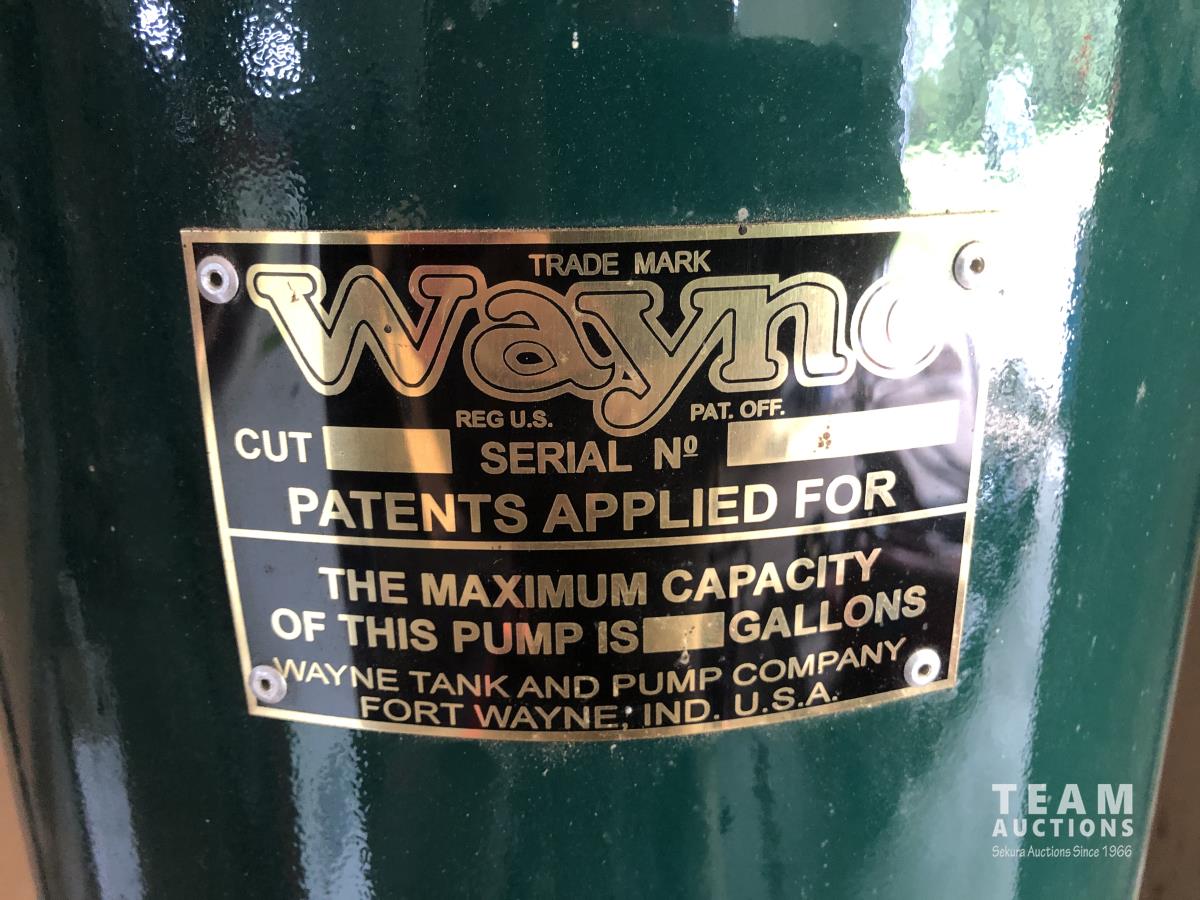 TRADE MARK
Wayne
REG U.S. PAT. OFF.
CUT SERIAL Nº
PATENTS APPLIED FOR
THE MAXIMUM CAPACITY
OF THIS PUMP IS GALLONS
WAYNE TANK AND PUMP COMPANY
FORT WAYNE, IND. U.S.A.
TEAM
AUCTIONS
Sekura Auctions Since 1966